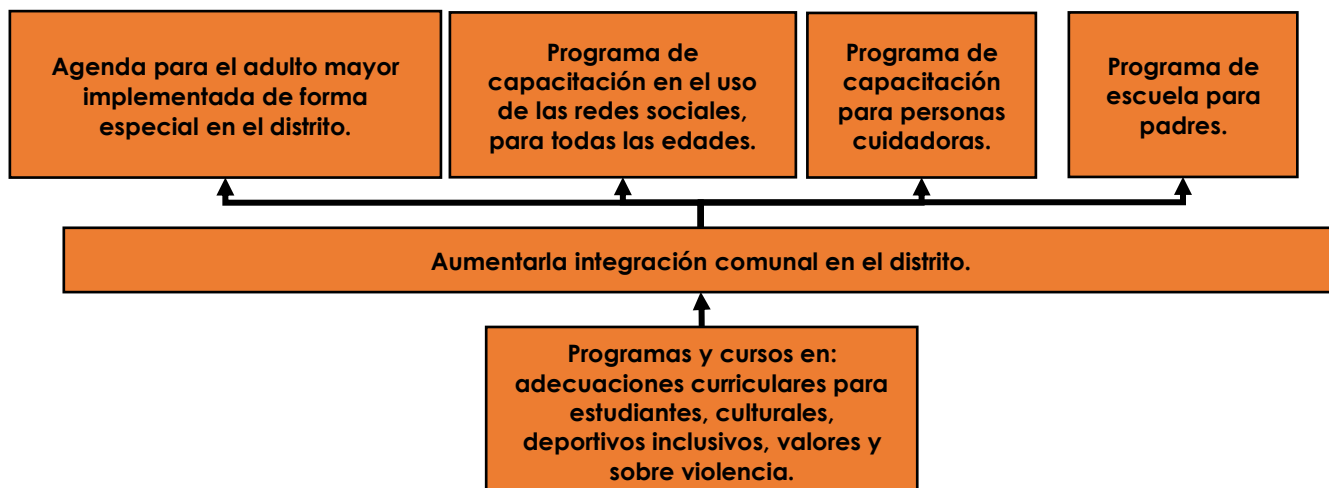 Agenda para el adulto mayor
implementada de forma
especial en el distrito.
Programa de
capacitación en el uso
de las redes sociales,
para todas las edades.
Programa de
capacitación
para personas
cuidadoras.
Programa de
escuela para
padres.
Aumentarla integración comunal en el distrito.
Programas y cursos en:
adecuaciones curriculares para
estudiantes, culturales,
deportivos inclusivos, valores y
sobre violencia.